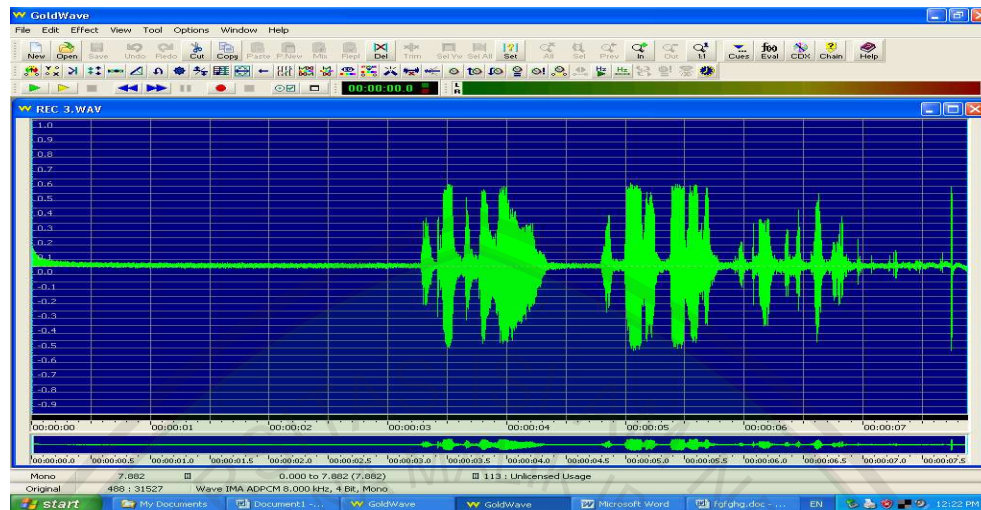 GoldWave
File Edit Effect View Tool Options Window Help
New Open Save Undo Redo Cut Copy Paste P.New Mix Repl Del Trim Sel Vw Sel All Set All Sel Prev In Out 1:1 Cues Eval CDX Chain Help
00:00:00.0 L
R
REC 3.WAV
1.0
0.9
0.8
0.7
0.6
0.5
0.4
0.3
0.2
0.1
0.0
-0.1
-0.2
-0.3
-0.4
-0.5
-0.6
-0.7
-0.8
-0.9
00:00:00 00:00:01 00:00:02 00:00:03 00:00:04 00:00:05 00:00:06 00:00:07
00:00:00.0 00:00:00.5 00:00:01.0 00:00:01.5 00:00:02.0 00:00:02.5 00:00:03.0 00:00:03.5 00:00:04.0 00:00:04.5 00:00:05.0 00:00:05.5 00:00:06.0 00:00:06.5 00:00:07.0 00:00:07.5
Mono 7.882 0.000 to 7.882 (7.882) 113 : Unlicensed Usage
Original 488 : 31527 Wave IMA ADPCM 8.000 kHz, 4 Bit, Mono
start My Documents Document1 -... GoldWave GoldWave Microsoft Word Fgfghg.doc - ... EN 12:22 PM